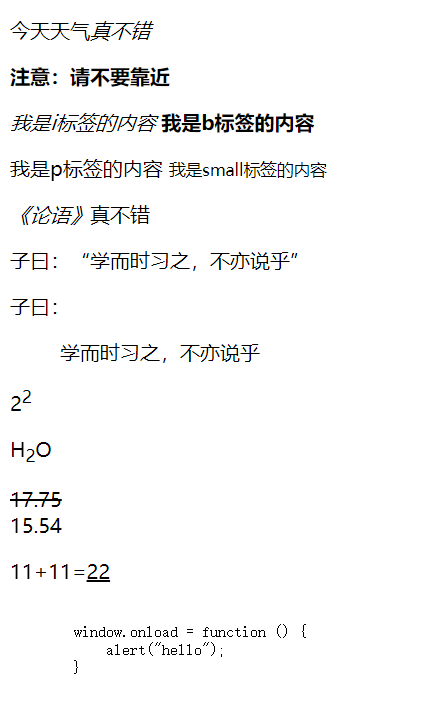 今天天气真不错
注意：请不要靠近
我是i标签的内容 我是b标签的内容
我是p标签的内容 我是small标签的内容
《论语》真不错
子曰：“学而时习之，不亦说乎”
子曰：
学而时习之，不亦说乎
2²
H₂O
17.75
15.54
11+11=22
window.onload = function () {
    alert("hello");
}